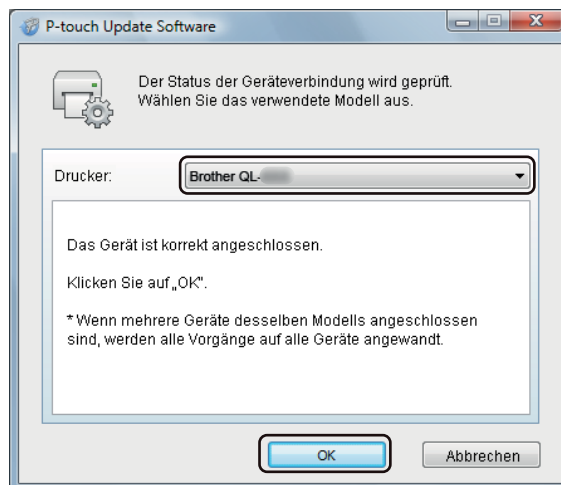 P-touch Update Software
Der Status der Geräteverbindung wird geprüft.
Wählen Sie das verwendete Modell aus.
Drucker:
Brother QL-
Das Gerät ist korrekt angeschlossen.
Klicken Sie auf „OK".
* Wenn mehrere Geräte desselben Modells angeschlossen
sind, werden alle Vorgänge auf alle Geräte angewandt.
OK
Abbrechen